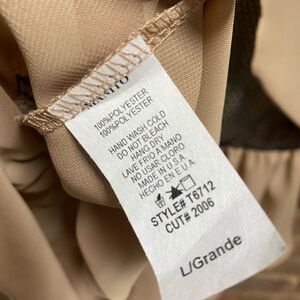 100%POLYESTER
100%POLYESTER
HAND WASH COLD
DO NOT BLEACH
HANG DRY
LAVE FRIO A MANO
NO USAR CLORO
MADE IN U.S.A
HECHO EN E.U.A.
STYLE# T6712
CUT# 2006
L/Grande